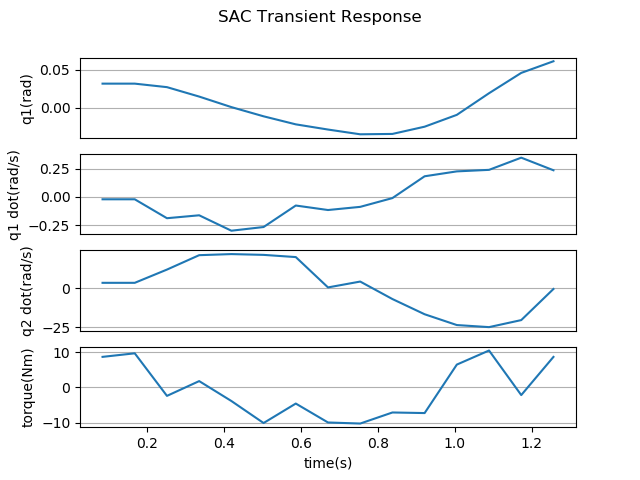 SAC Transient Response
0.05
0.00
q1(rad)
0.25
0.00
−0.25
q1 dot(rad/s)
0
−25
q2 dot(rad/s)
10
0
−10
torque(Nm)
0.2 0.4 0.6 0.8 1.0 1.2
time(s)